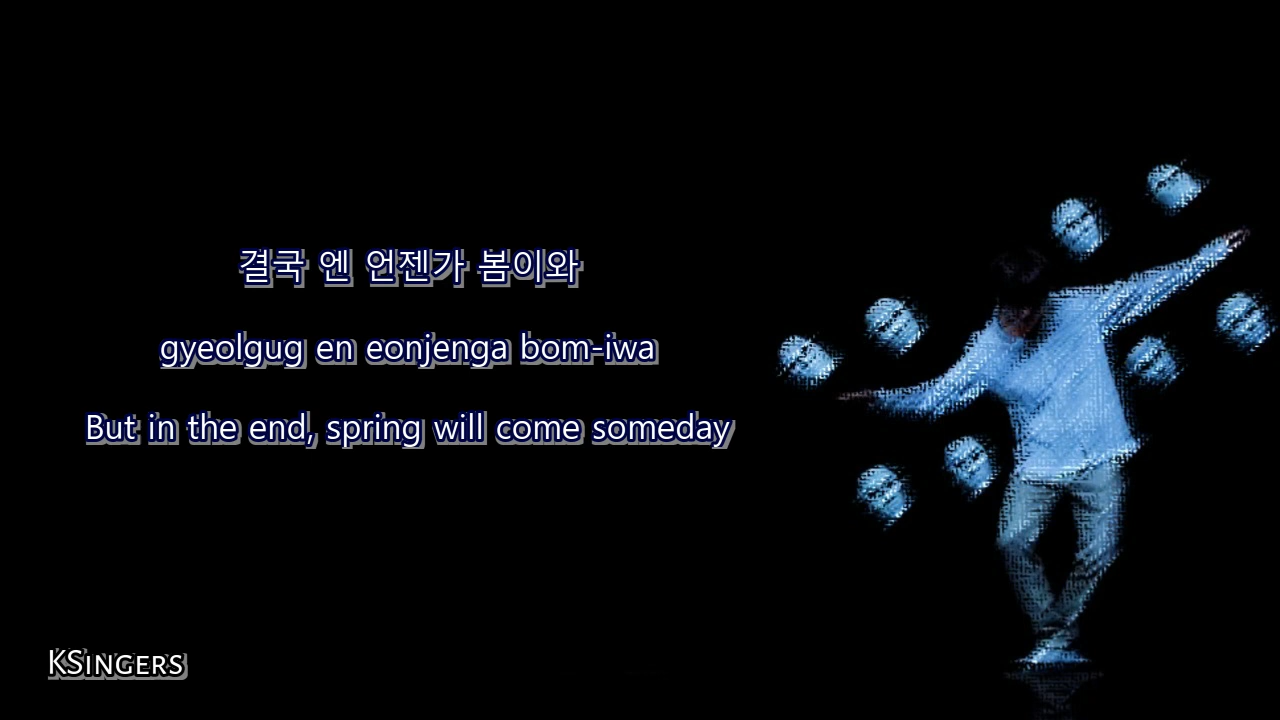 결국 엔 언젠가 봄이와
gyeolgug en eonjenga bom-iwa
But in the end, spring will come someday
KSINGERS